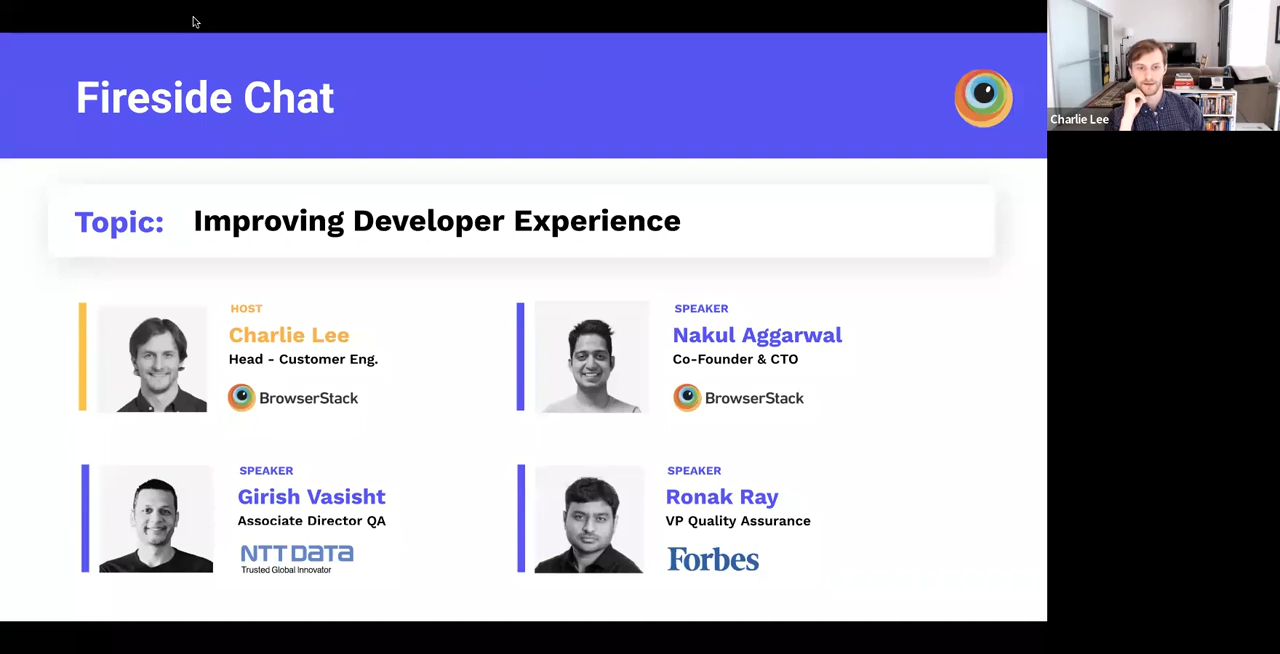 Fireside Chat
Charlie Lee
Topic: Improving Developer Experience
HOST
Charlie Lee
Head - Customer Eng.
BrowserStack
SPEAKER
Nakul Aggarwal
Co-Founder & CTO
BrowserStack
SPEAKER
Girish Vasisht
Associate Director QA
NTT DATA
Trusted Global Innovator
SPEAKER
Ronak Ray
VP Quality Assurance
Forbes